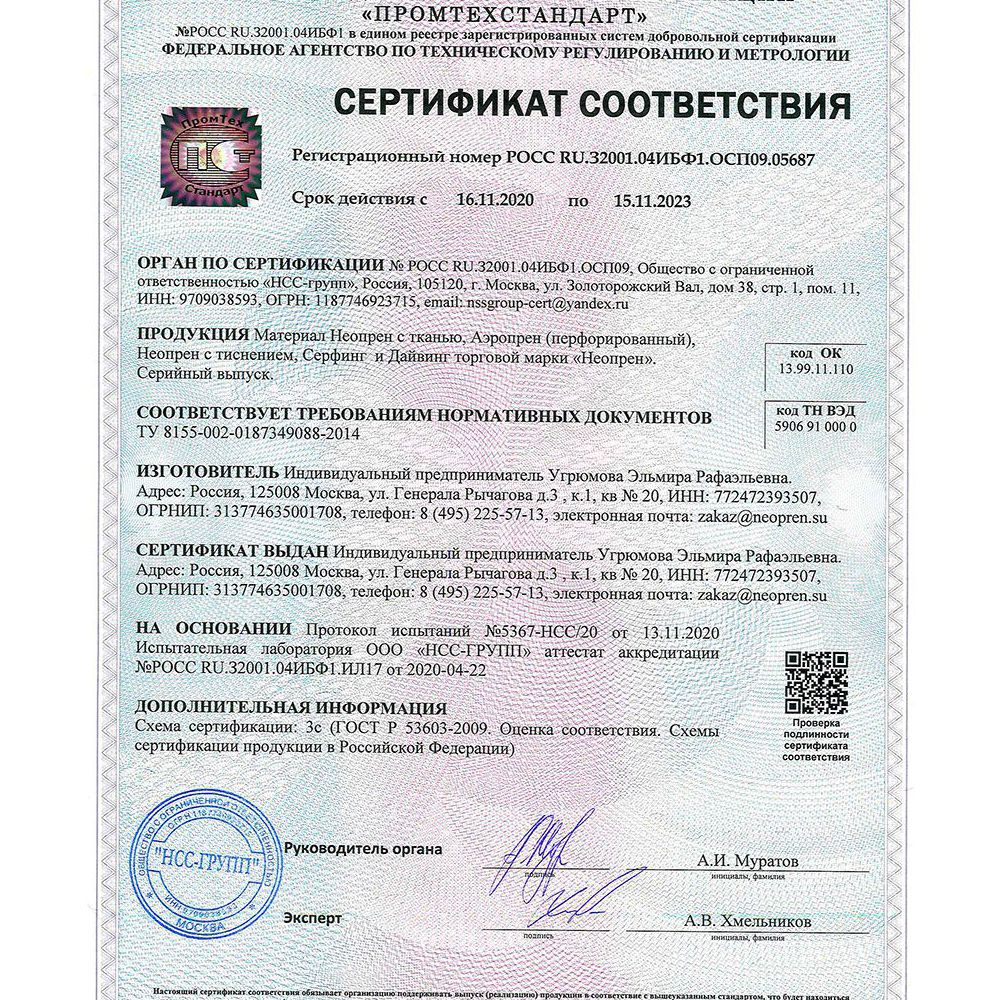 «ПРОМТЕХСТАНДАРТ»
№РОСС RU.32001.04ИБФ1 в едином реестре зарегистрированных систем добровольной сертификации
ФЕДЕРАЛЬНОЕ АГЕНТСТВО ПО ТЕХНИЧЕСКОМУ РЕГУЛИРОВАНИЮ И МЕТРОЛОГИИ
СЕРТИФИКАТ СООТВЕТСТВИЯ
ПромТех
ПС
Стандарт
Регистрационный номер РОСС RU.32001.04ИБФ1.ОСП09.05687
Срок действия с 16.11.2020 по 15.11.2023
ОРГАН ПО СЕРТИФИКАЦИИ № РОСС RU.32001.04ИБФ1.ОСП09, Общество с ограниченной
ответственностью «НСС-групп», Россия, 105120, г. Москва, ул. Золоторожский Вал, дом 38, стр. 1, пом. 11,
ИНН: 9709038593, ОГРН: 1187746923715, email: nssgroup-cert@yandex.ru
ПРОДУКЦИЯ Материал Неопрен с тканью, Аэропрен (перфорированный),
Неопрен с тиснением, Серфинг и Дайвинг торговой марки «Неопрен».
Серийный выпуск.
код ОК
13.99.11.110
СООТВЕТСТВУЕТ ТРЕБОВАНИЯМ НОРМАТИВНЫХ ДОКУМЕНТОВ
ТУ 8155-002-0187349088-2014
код ТН ВЭД
5906 91 000 0
ИЗГОТОВИТЕЛЬ Индивидуальный предприниматель Угрюмова Эльмира Рафаэльевна.
Адрес: Россия, 125008 Москва, ул. Генерала Рычагова д.3 , к.1, кв № 20, ИНН: 772472393507,
ОГРНИП: 313774635001708, телефон: 8 (495) 225-57-13, электронная почта: zakaz@neopren.su
СЕРТИФИКАТ ВЫДАН Индивидуальный предприниматель Угрюмова Эльмира Рафаэльевна.
Адрес: Россия, 125008 Москва, ул. Генерала Рычагова д.3 , к.1, кв № 20, ИНН: 772472393507,
ОГРНИП: 313774635001708, телефон: 8 (495) 225-57-13, электронная почта: zakaz@neopren.su
НА ОСНОВАНИИ Протокол испытаний №5367-НСС/20 от 13.11.2020
Испытательная лаборатория ООО «НСС-ГРУПП» аттестат аккредитации
№РОСС RU.32001.04ИБФ1.ИЛ17 от 2020-04-22
ДОПОЛНИТЕЛЬНАЯ ИНФОРМАЦИЯ
Схема сертификации: 3с (ГОСТ Р 53603-2009. Оценка соответствия. Схемы
сертификации продукции в Российской Федерации)
Проверка
подлинности
сертификата
соответствия
ОБЩЕСТВО С ОГРАНИЧЕННОЙ ОТВЕТСТВЕННОСТЬЮ
ОГРН 1187746923715
"НСС-ГРУПП"
ИНН 9709038593
МОСКВА
Руководитель органа
подпись
А.И. Муратов
инициалы, фамилия
Эксперт
подпись
А.В. Хмельников
инициалы, фамилия
Настоящий сертификат соответствия обязывает организацию поддерживать выпуск (реализацию) продукции в соответствие с вышеуказанным стандартом, что будет находиться